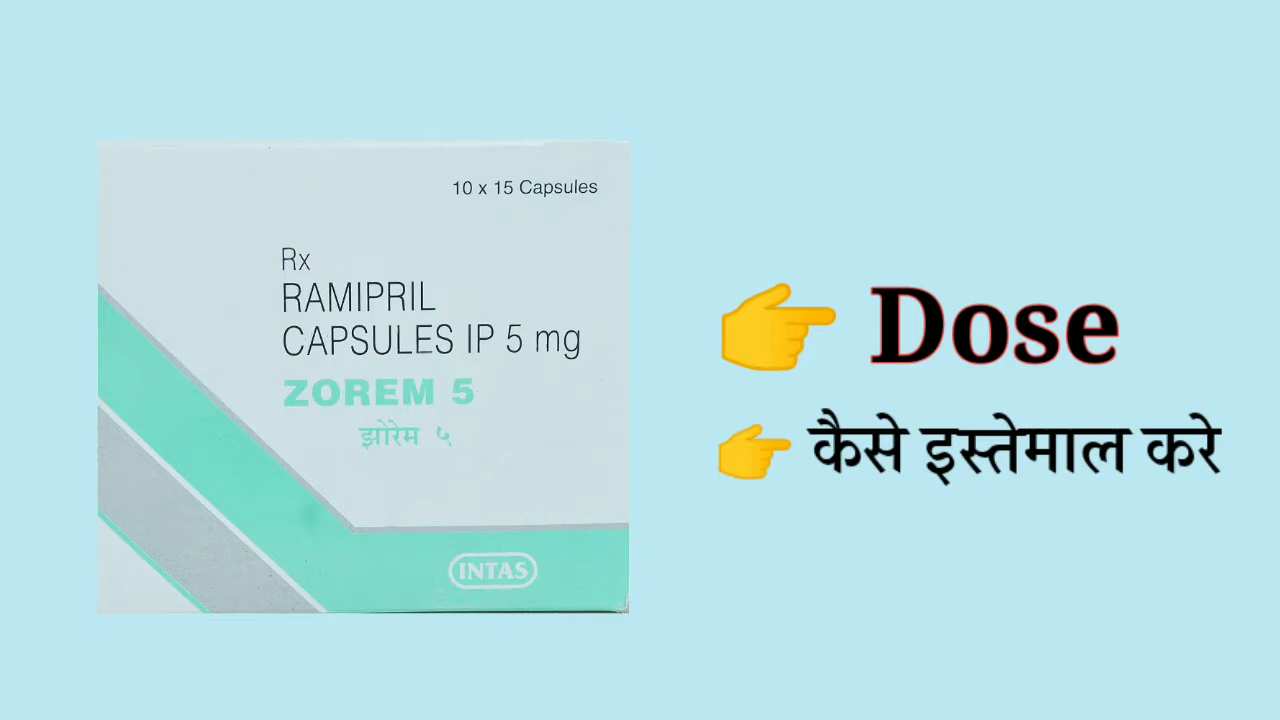 10 x 15 Capsules
Rx
RAMIPRIL
CAPSULES IP 5 mg
ZOREM 5
झोरेम ५
INTAS
👉 Dose
👉 कैसे इस्तेमाल करे